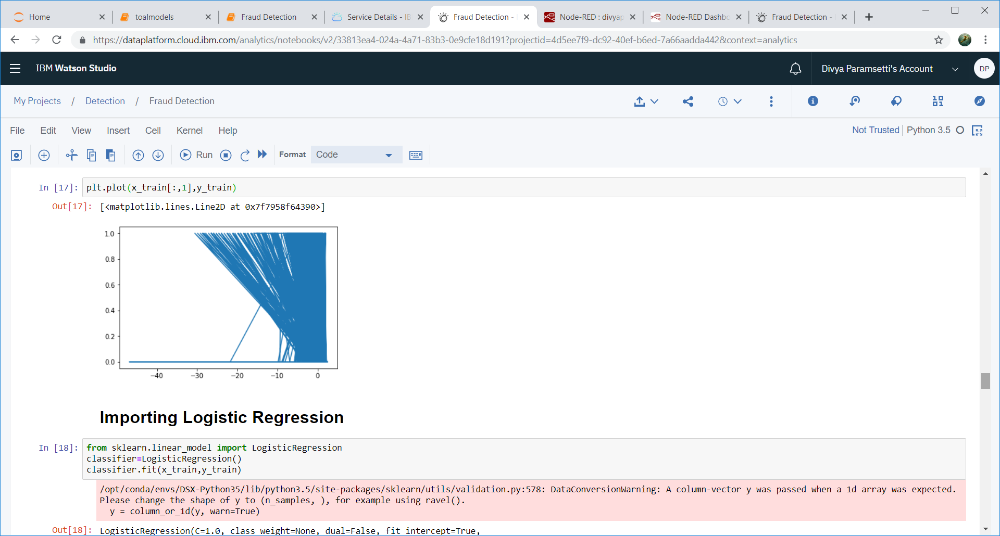 Home
toalmodels
Fraud Detection
Service Details - IB
Fraud Detection -
Node-RED : divyap
Node-RED Dashbo
Fraud Detection -
https://dataplatform.cloud.ibm.com/analytics/notebooks/v2/33813ea4-024a-4a71-83b3-0e9cfe18d191?projectid=4d5ee7f9-dc92-40ef-b6ed-7a66aadda442&context=analytics
IBM Watson Studio
Divya Paramsetti's Account
DP
My Projects / Detection / Fraud Detection
File Edit View Insert Cell Kernel Help
Not Trusted | Python 3.5
Run
Format
Code
In [17]: plt.plot(x_train[:,1],y_train)
Out[17]: [<matplotlib.lines.Line2D at 0x7f7958f64390>]
1.0
0.8
0.6
0.4
0.2
0.0
−40 −30 −20 −10 0
Importing Logistic Regression
In [18]: from sklearn.linear_model import LogisticRegression
classifier=LogisticRegression()
classifier.fit(x_train,y_train)
/opt/conda/envs/DSX-Python35/lib/python3.5/site-packages/sklearn/utils/validation.py:578: DataConversionWarning: A column-vector y was passed when a 1d array was expected.
Please change the shape of y to (n_samples, ), for example using ravel().
y = column_or_1d(y, warn=True)
Out[18]: LogisticRegression(C=1.0, class_weight=None, dual=False, fit_intercept=True,